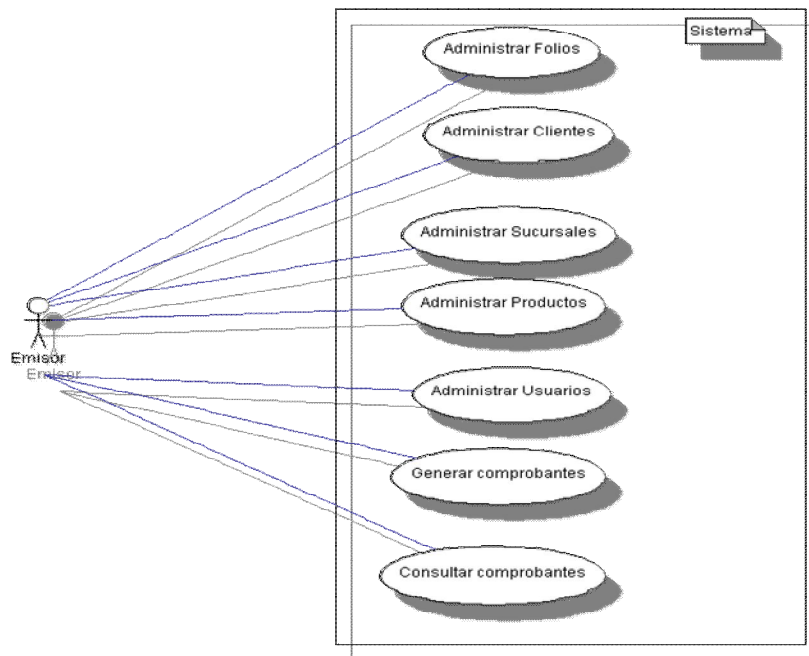 Sistema
Administrar Folios
Administrar Clientes
Administrar Sucursales
Administrar Productos
Emisor
Emisor
Administrar Usuarios
Generar comprobantes
Consultar comprobantes